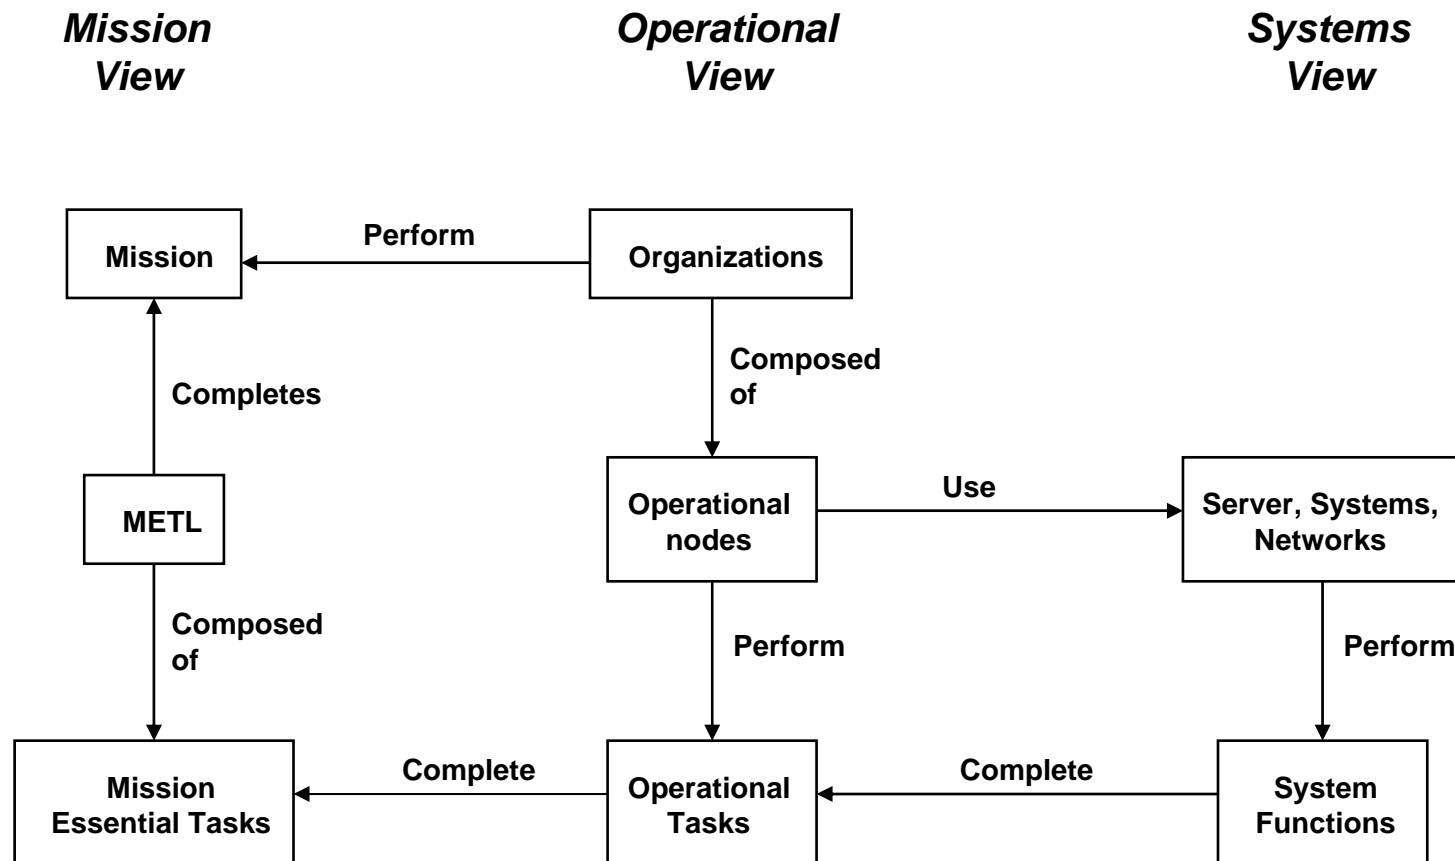 Mission
View
Operational
View
Systems
View
Mission
Perform
Organizations
Completes
Composed
of
METL
Operational
nodes
Use
Server, Systems,
Networks
Composed
of
Perform
Perform
Mission
Essential Tasks
Complete
Operational
Tasks
Complete
System
Functions